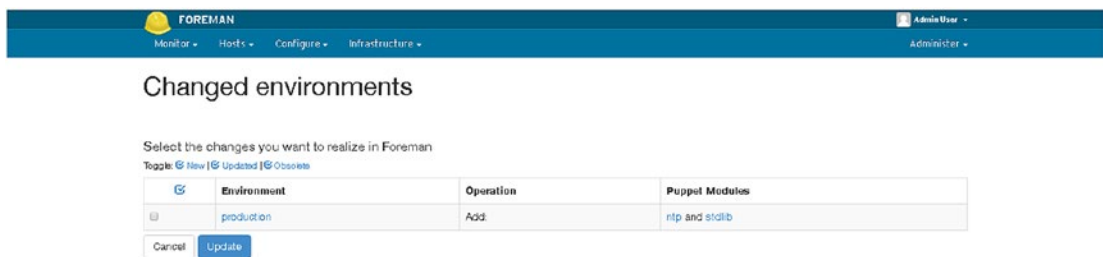 FOREMAN Admin User
Monitor Hosts Configure Infrastructure Administer
Changed environments
Select the changes you want to realize in Foreman
Toggle: New | Updated | Obsolete
Environment Operation Puppet Modules
production Add: ntp and stdlib
Cancel Update